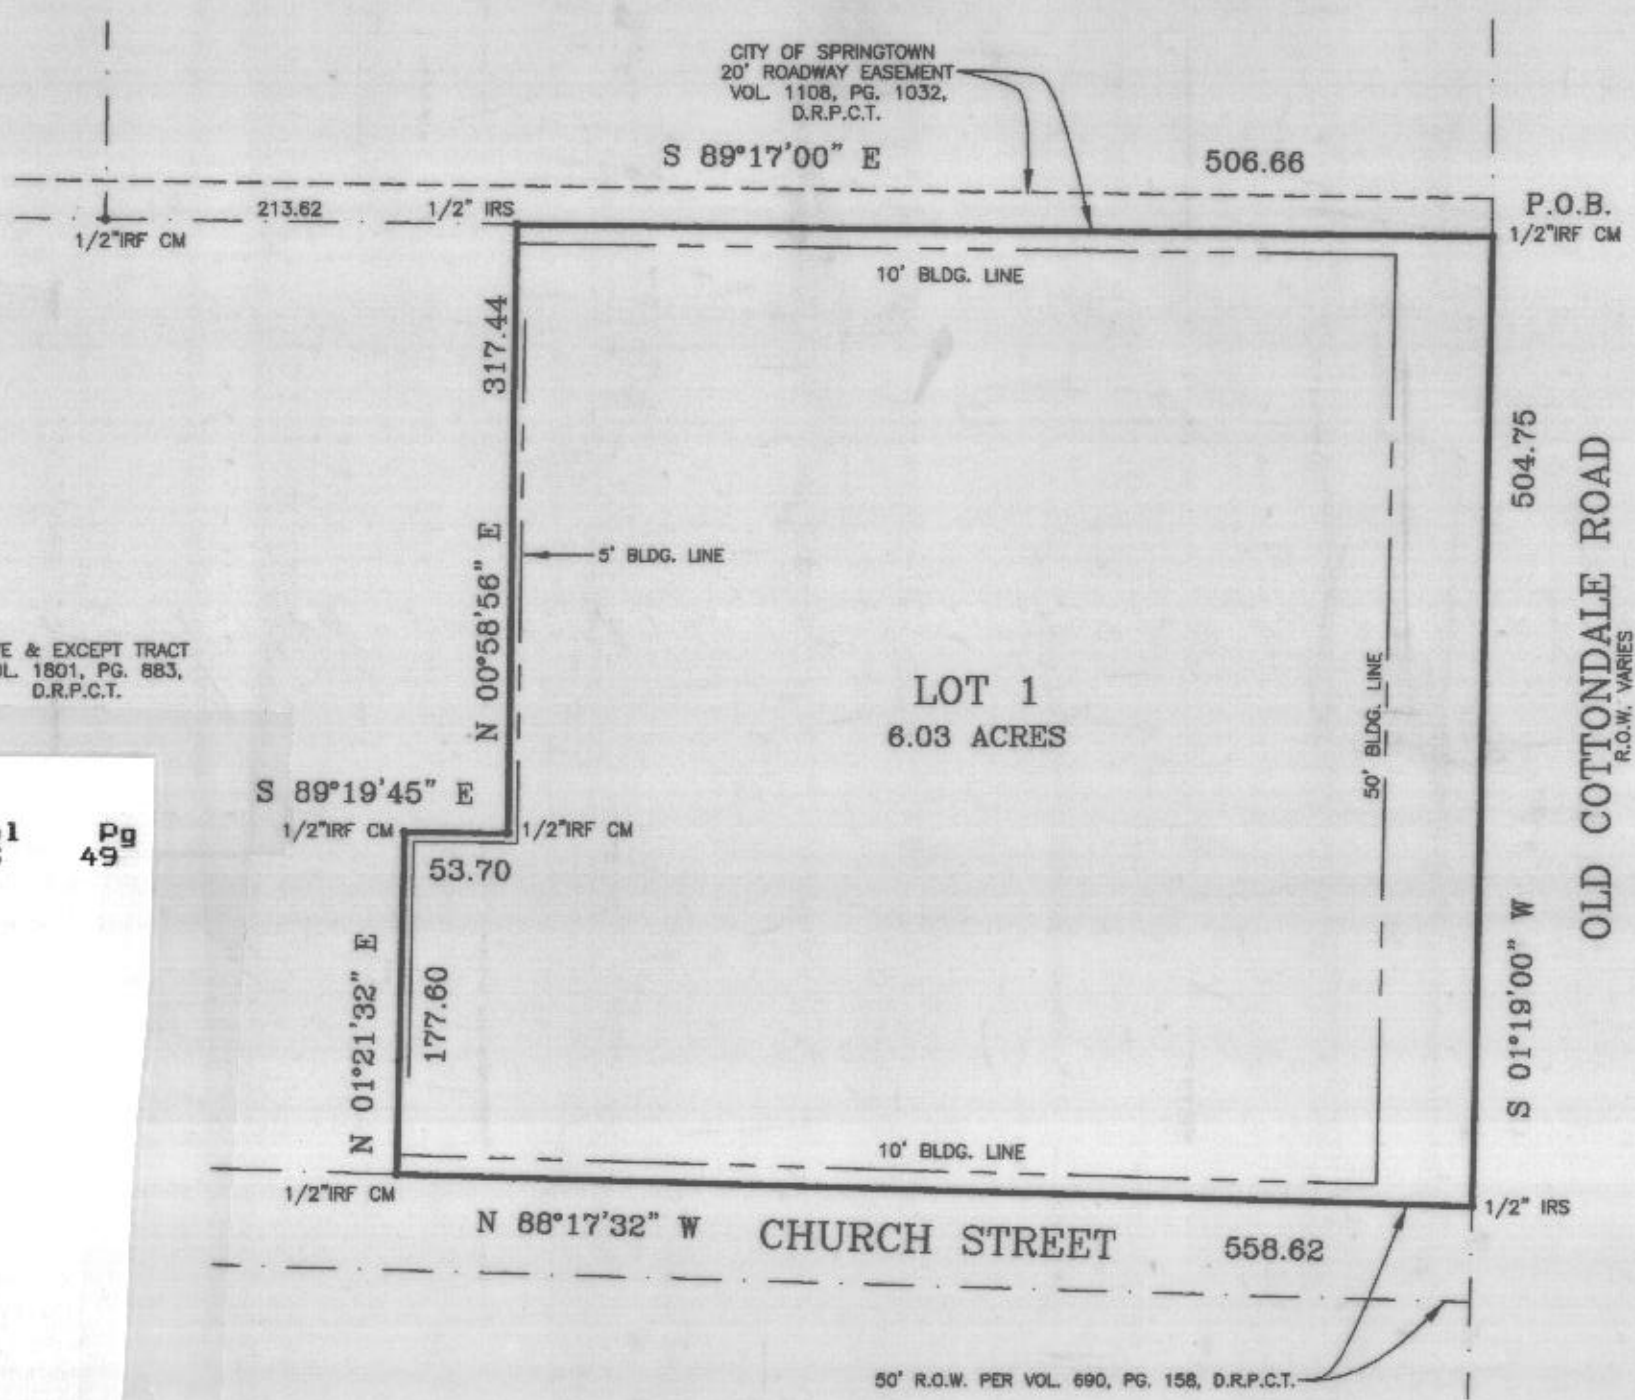 CITY OF SPRINGTOWN
20' ROADWAY EASEMENT
VOL. 1108, PG. 1032,
D.R.P.C.T.
S 89°17'00" E
506.66
213.62
1/2" IRS
P.O.B.
1/2"IRF CM
1/2"IRF CM
10' BLDG. LINE
317.44
504.75
N 00°58'56" E
5' BLDG. LINE
OLD COTTONDALE ROAD
R.O.W. VARIES
& EXCEPT TRACT
1801, PG. 883,
D.R.P.C.T.
LOT 1
6.03 ACRES
50' BLDG. LINE
S 89°19'45" E
1/2"IRF CM
1/2"IRF CM
53.70
Pg
49
N 01°21'32" E
177.60
S 01°19'00" W
10' BLDG. LINE
1/2"IRF CM
1/2" IRS
N 88°17'32" W
CHURCH STREET
558.62
50' R.O.W. PER VOL. 690, PG. 158, D.R.P.C.T.